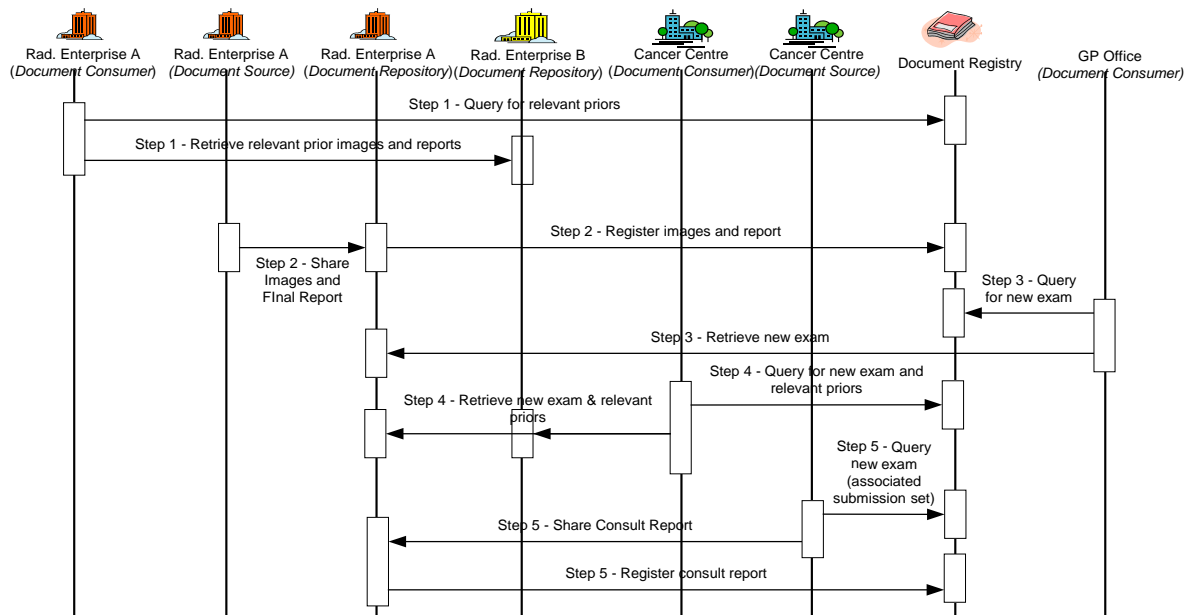 Rad. Enterprise A
(Document Consumer)
Rad. Enterprise A
(Document Source)
Rad. Enterprise A
(Document Repository)
Rad. Enterprise B
(Document Repository)
Cancer Centre
(Document Consumer)
Cancer Centre
(Document Source)
Document Registry
GP Office
(Document Consumer)
Step 1 - Query for relevant priors
Step 1 - Retrieve relevant prior images and reports
Step 2 - Register images and report
Step 2 - Share
Images and
FInal Report
Step 3 - Query
for new exam
Step 3 - Retrieve new exam
Step 4 - Query for new exam and
relevant priors
Step 4 - Retrieve new exam & relevant
priors
Step 5 - Query
new exam
(associated
submission set)
Step 5 - Share Consult Report
Step 5 - Register consult report